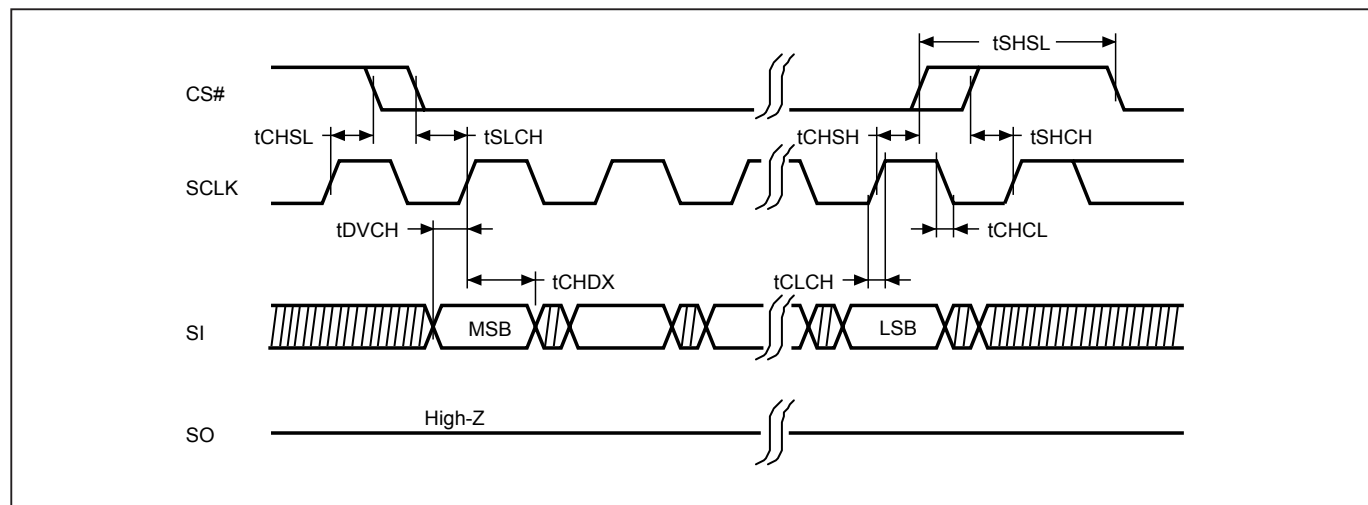 tSHSL
CS#
tCHSL
tSLCH
tCHSH
tSHCH
SCLK
tDVCH
tCHCL
tCHDX
tCLCH
SI
MSB
LSB
High-Z
SO